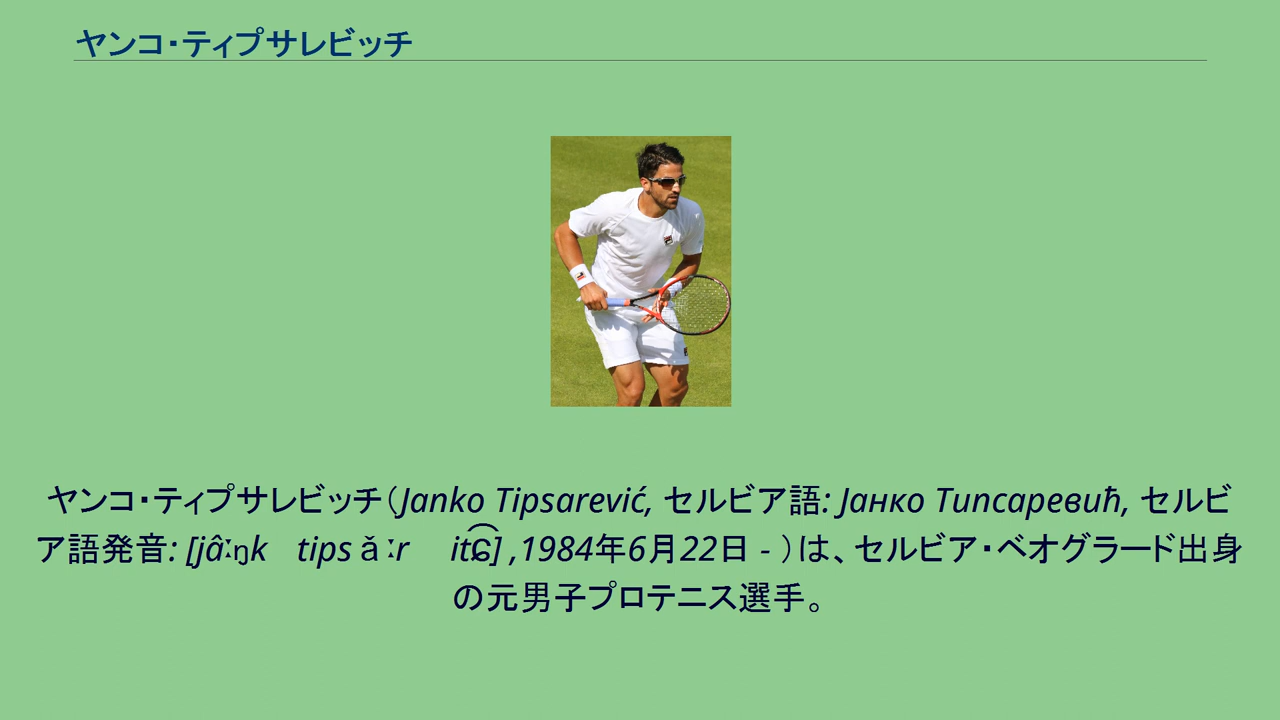 ヤンコ・ティプサレビッチ
ヤンコ・ティプサレビッチ（Janko Tipsarević, セルビア語: Јанко Типсаревић, セルビ
ア語発音: [jâːŋk tips ǎ ːr it͡ɕ] ,1984年6月22日 - ）は、セルビア・ベオグラード出身
の元男子プロテニス選手。